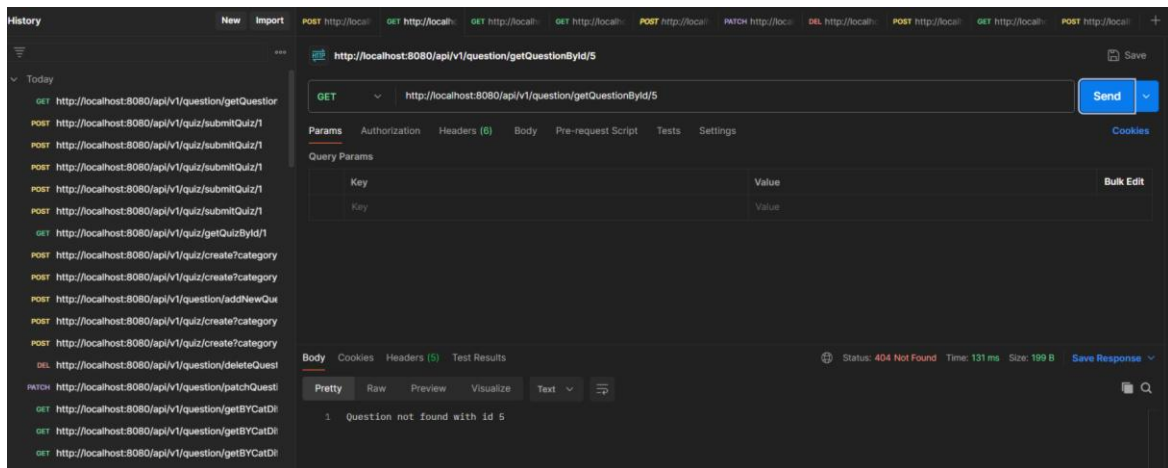 History New Import
Today
GET http://localhost:8080/api/v1/question/getQuestion
POST http://localhost:8080/api/v1/quiz/submitQuiz/1
POST http://localhost:8080/api/v1/quiz/submitQuiz/1
POST http://localhost:8080/api/v1/quiz/submitQuiz/1
POST http://localhost:8080/api/v1/quiz/submitQuiz/1
POST http://localhost:8080/api/v1/quiz/submitQuiz/1
GET http://localhost:8080/api/v1/quiz/getQuizById/1
POST http://localhost:8080/api/v1/quiz/create?category
POST http://localhost:8080/api/v1/quiz/create?category
POST http://localhost:8080/api/v1/question/addNewQue
POST http://localhost:8080/api/v1/quiz/create?category
POST http://localhost:8080/api/v1/quiz/create?category
DEL http://localhost:8080/api/v1/question/deleteQuest
PATCH http://localhost:8080/api/v1/question/patchQuesti
GET http://localhost:8080/api/v1/question/getBYCatDi
GET http://localhost:8080/api/v1/question/getBYCatDi
GET http://localhost:8080/api/v1/question/getBYCatDi
POST http://local GET http://localh GET http://localh GET http://localh POST http://local PATCH http://loca DEL http://localh POST http://local GET http://localh POST http://local
HTTP http://localhost:8080/api/v1/question/getQuestionById/5 Save
GET http://localhost:8080/api/v1/question/getQuestionById/5 Send
Params Authorization Headers (6) Body Pre-request Script Tests Settings Cookies
Query Params
Key Value Bulk Edit
Key Value
Body Cookies Headers (5) Test Results Status: 404 Not Found Time: 131 ms Size: 199 B Save Response
Pretty Raw Preview Visualize Text
1 Question not found with id 5